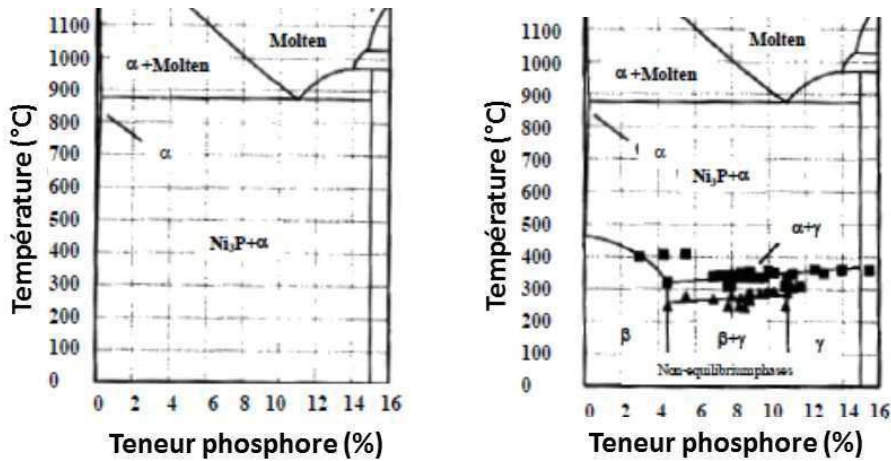 1100
1000
900
800
700
600
500
400
300
200
100
0
Température (°C)
Molten
α+Molten
α
Ni₃P+α
0 2 4 6 8 10 12 14 16
Teneur phosphore (%)
1100
1000
900
800
700
600
500
400
300
200
100
0
Température (°C)
Molten
α+Molten
α
Ni₃P+α
α+γ
β
β+γ
γ
Non-equilibriumphases
0 2 4 6 8 10 12 14 16
Teneur phosphore (%)